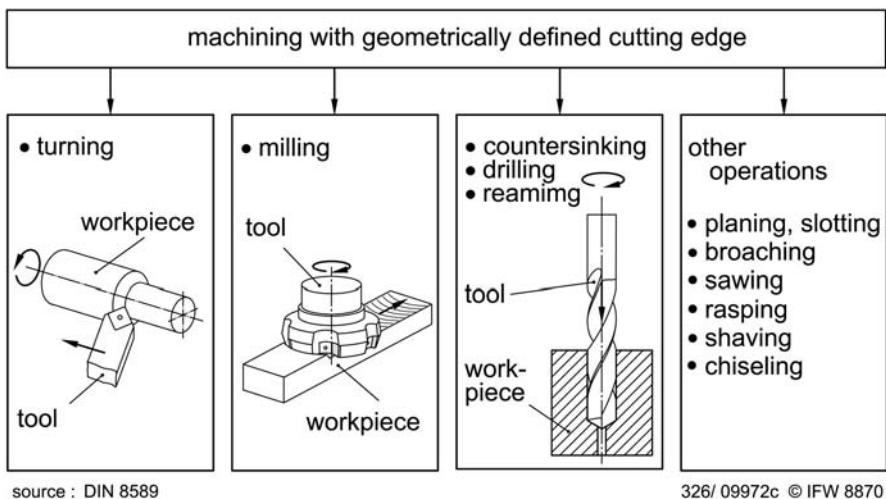 machining with geometrically defined cutting edge
• turning
workpiece
tool
• milling
tool
workpiece
• countersinking
• drilling
• reamimg
tool
work-
piece
other
operations
• planing, slotting
• broaching
• sawing
• rasping
• shaving
• chiseling
source : DIN 8589
326/ 09972c © IFW 8870